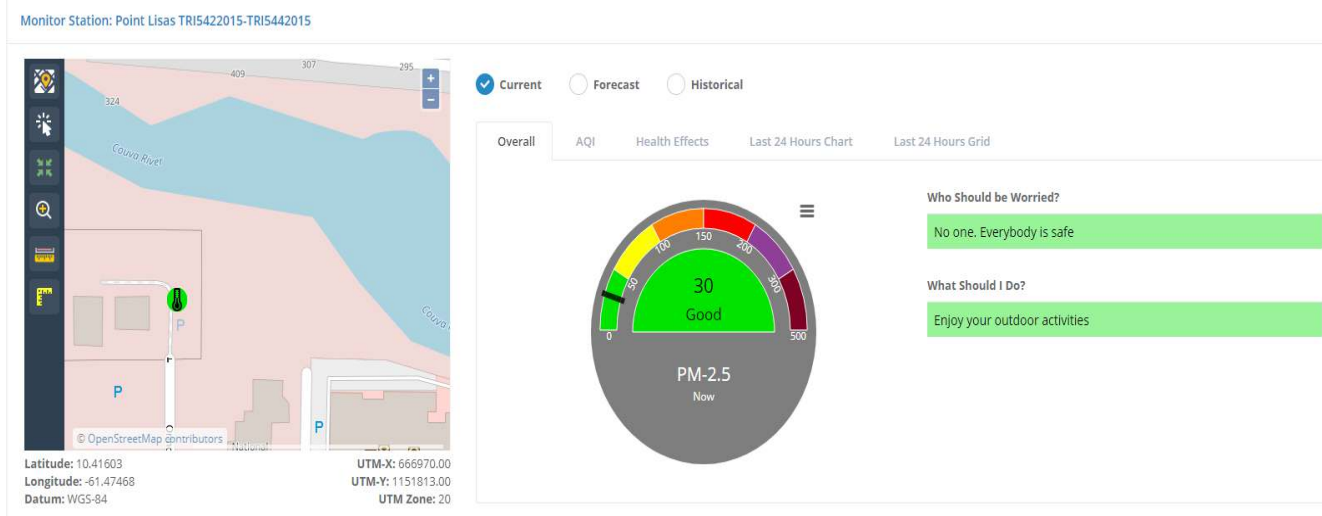 Monitor Station: Point Lisas TRI5422015-TRI5442015
409
307
295
324
+
-
Couva River
P
P
P
© OpenStreetMap contributors
National
Latitude: 10.41603
UTM-X: 666970.00
Longitude: -61.47468
UTM-Y: 1151813.00
Datum: WGS-84
UTM Zone: 20
Current
Forecast
Historical
Overall
AQI
Health Effects
Last 24 Hours Chart
Last 24 Hours Grid
0
50
100
150
200
300
500
30
Good
PM-2.5
Now
Who Should be Worried?
No one. Everybody is safe
What Should I Do?
Enjoy your outdoor activities